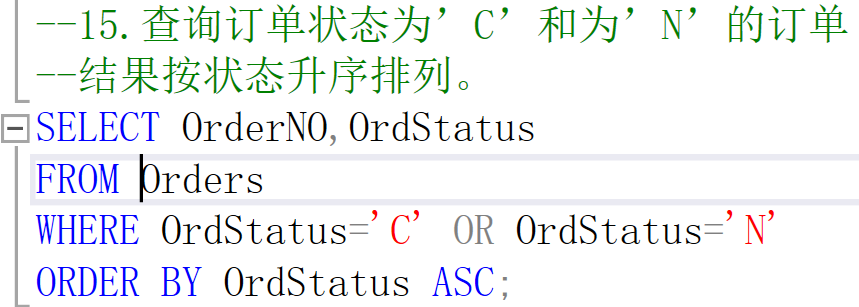 --15.查询订单状态为’C’和为’N’的订单
--结果按状态升序排列。
SELECT OrderNO,OrdStatus
FROM Orders
WHERE OrdStatus='C' OR OrdStatus='N'
ORDER BY OrdStatus ASC;